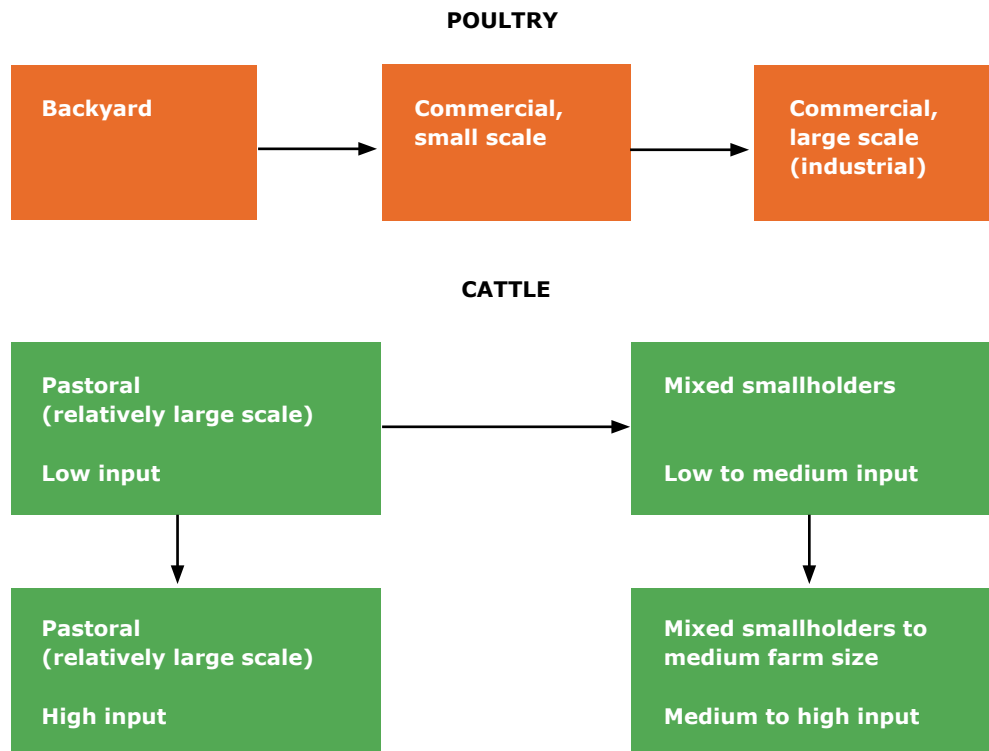 POULTRY
Backyard
Commercial,
small scale
Commercial,
large scale
(industrial)
CATTLE
Pastoral
(relatively large scale)
Low input
Mixed smallholders
Low to medium input
Pastoral
(relatively large scale)
High input
Mixed smallholders to
medium farm size
Medium to high input